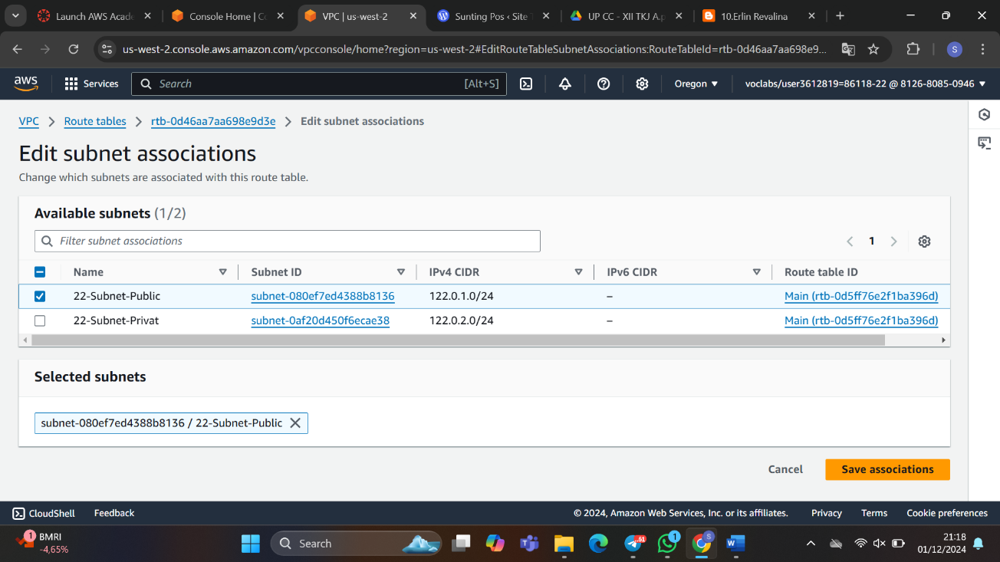 Launch AWS Acade
Console Home | C
VPC | us-west-2
Sunting Pos ‹ Site T
UP CC - XII TKJ A.p
10.Erlin Revalina
us-west-2.console.aws.amazon.com/vpcconsole/home?region=us-west-2#EditRouteTableSubnetAssociations:RouteTableId=rtb-0d46aa7aa698e9...
S
aws
Services
Search
[Alt+S]
Oregon
voclabs/user3612819=86118-22 @ 8126-8085-0946
VPC > Route tables > rtb-0d46aa7aa698e9d3e > Edit subnet associations
Edit subnet associations
Change which subnets are associated with this route table.
Available subnets (1/2)
Filter subnet associations
1
Name Subnet ID IPv4 CIDR IPv6 CIDR Route table ID
22-Subnet-Public subnet-080ef7ed4388b8136 122.0.1.0/24 – Main (rtb-0d5ff76e2f1ba396d)
22-Subnet-Privat subnet-0af20d450f6ecae38 122.0.2.0/24 – Main (rtb-0d5ff76e2f1ba396d)
Selected subnets
subnet-080ef7ed4388b8136 / 22-Subnet-Public
Cancel
Save associations
CloudShell
Feedback
© 2024, Amazon Web Services, Inc. or its affiliates.
Privacy
Terms
Cookie preferences
1
BMRI
-4,65%
Search
51
1
S
21:18
01/12/2024